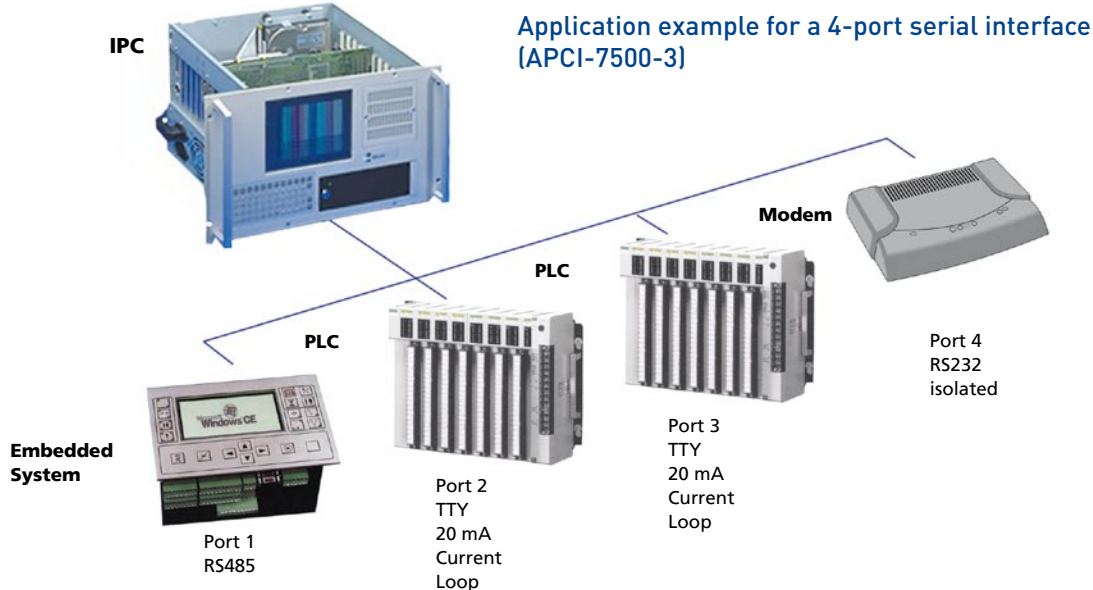 Application example for a 4-port serial interface
(APCI-7500-3)
IPC
Modem
PLC
PLC
Port 4
RS232
isolated
Embedded
System
Windows CE
Port 3
TTY
20 mA
Current
Loop
Port 2
TTY
20 mA
Current
Loop
Port 1
RS485